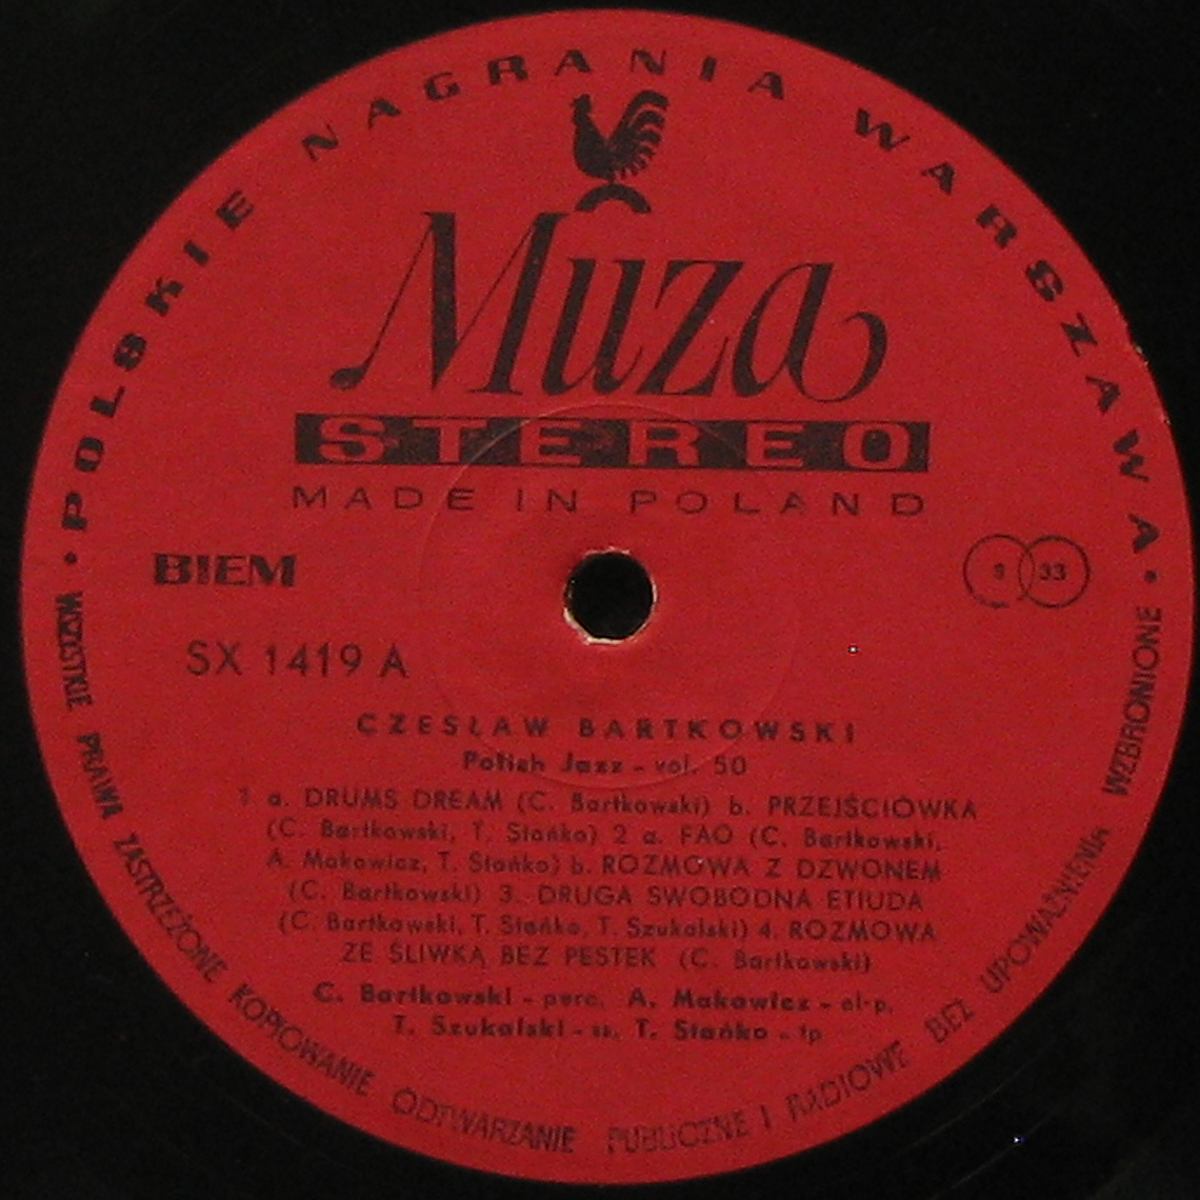 POLSKIE NAGRANIA WARSZAWA
Muza
STEREO
MADE IN POLAND
BIEM
S 33
SX 1419 A
CZESŁAW BARTKOWSKI
Polish Jazz - vol. 50
1 a. DRUMS DREAM (C. Bartkowski) b. PRZEJŚCIÓWKA
(C. Bartkowski, T. Stańko) 2 a. FAO (C. Bartkowski,
A. Makowicz, T. Stańko) b. ROZMOWA Z DZWONEM
(C. Bartkowski) 3. DRUGA SWOBODNA ETIUDA
(C. Bartkowski, T. Stańko, T. Szukalski) 4. ROZMOWA
ZE ŚLIWKĄ BEZ PESTEK (C. Bartkowski)
C. Bartkowski - perc. A. Makowicz - el-p.
T. Szukalski - ss. T. Stańko - tp
WSZYSTKIE PRAWA ZASTRZEŻONE KOPIOWANIE ODTWARZANIE PUBLICZNE I RADIOWE BEZ UPOWAŻNIENIA WZBRONIONE